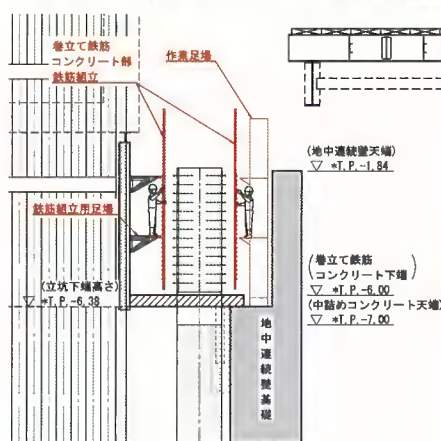 巻立て鉄筋
コンクリート部
鉄筋組立
作業足場
(地中連続壁天端)
▽ *T.P.-1.84
鉄筋組立用足場
(立坑下端高さ)
▽ *T.P.-6.38
(巻立て鉄筋
コンクリート下端)
▽ *T.P.-6.00
(中詰めコンクリート天端)
▽ *T.P.-7.00
地中連続壁基礎